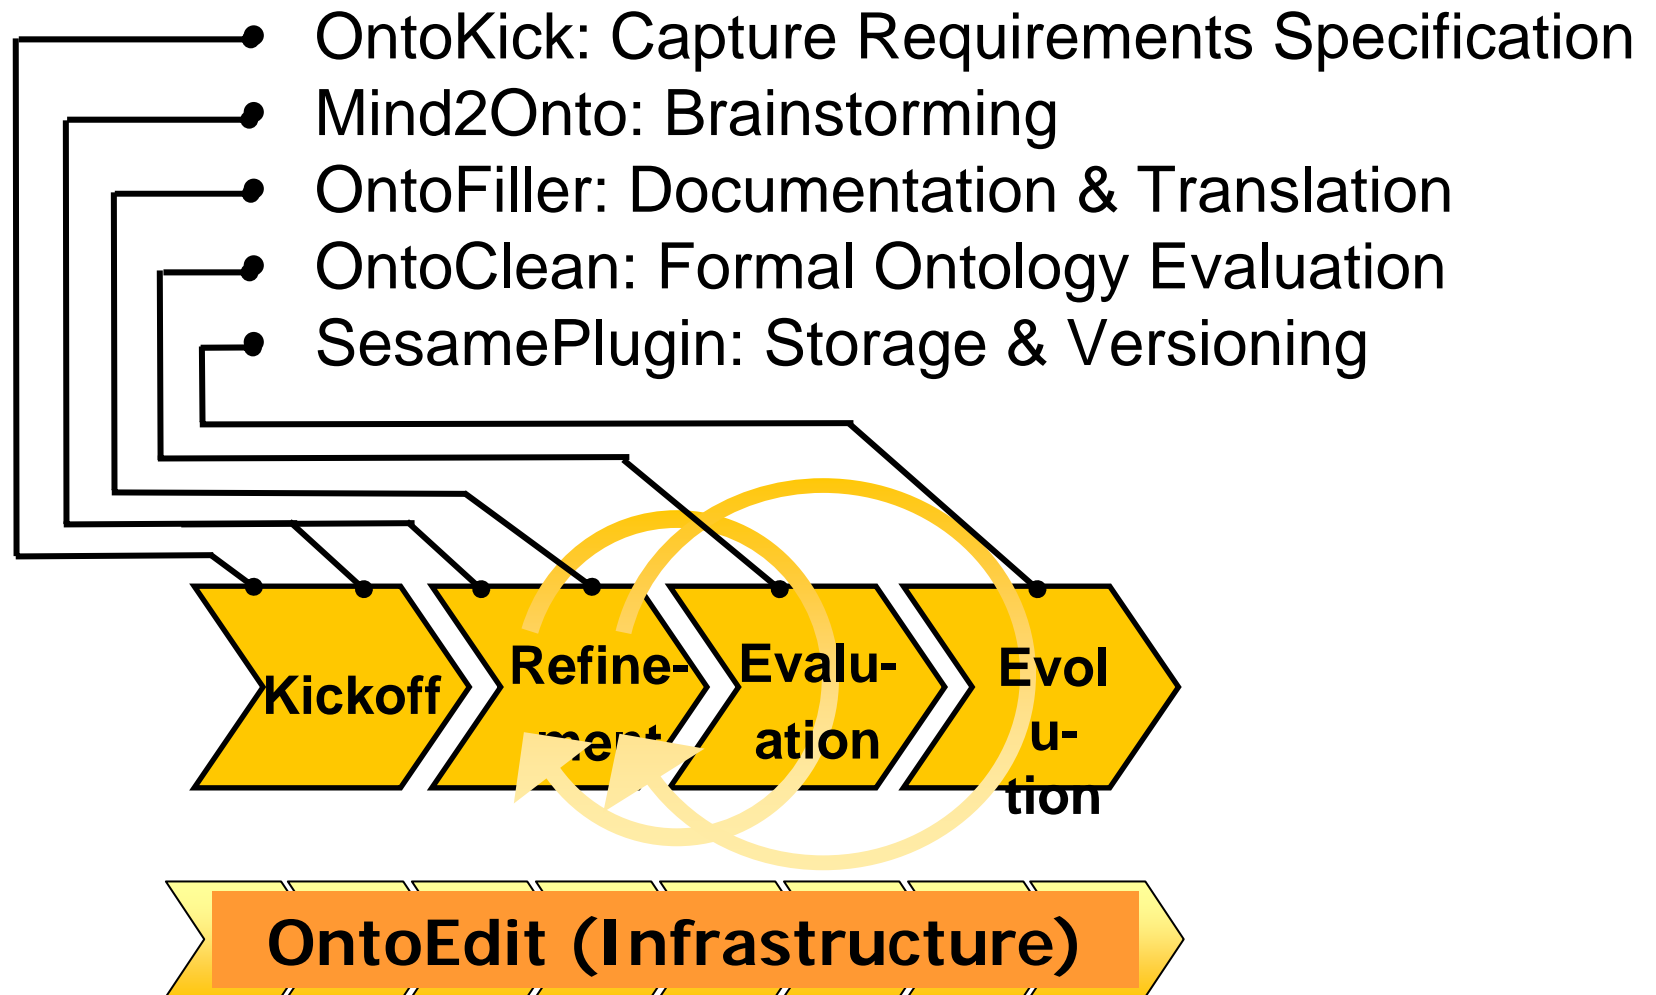 OntoKick: Capture Requirements Specification
Mind2Onto: Brainstorming
OntoFiller: Documentation & Translation
OntoClean: Formal Ontology Evaluation
SesamePlugin: Storage & Versioning
Kickoff
Refine-
ment
Evalu-
ation
Evol
u-
tion
OntoEdit (Infrastructure)